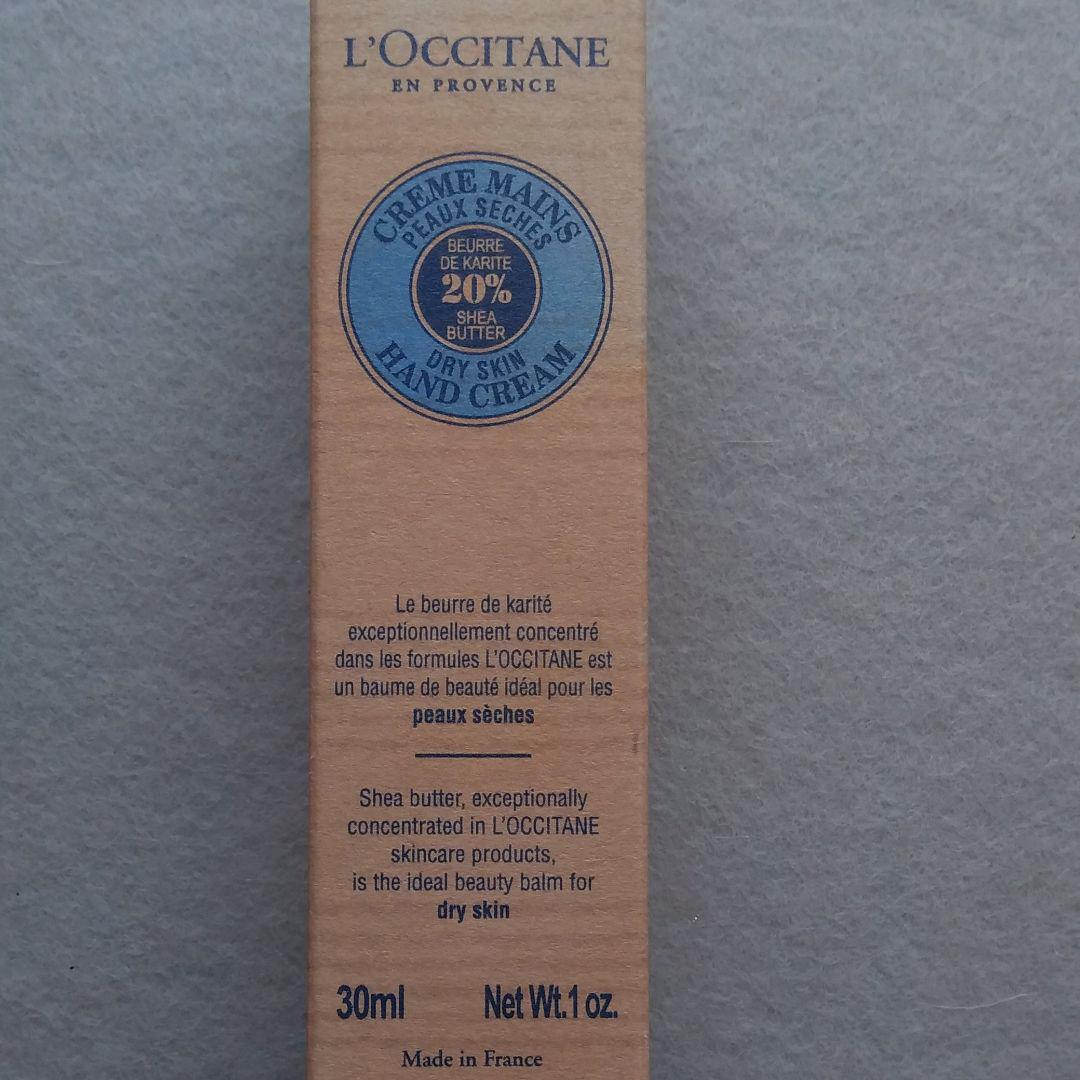 L'OCCITANE
EN PROVENCE
CREME MAINS
PEAUX SECHES
BEURRE
DE KARITE
20%
SHEA
BUTTER
DRY SKIN
HAND CREAM
Le beurre de karité
exceptionnellement concentré
dans les formules L'OCCITANE est
un baume de beauté idéal pour les
peaux sèches
Shea butter, exceptionally
concentrated in L'OCCITANE
skincare products,
is the ideal beauty balm for
dry skin
30ml Net Wt.1 oz.
Made in France